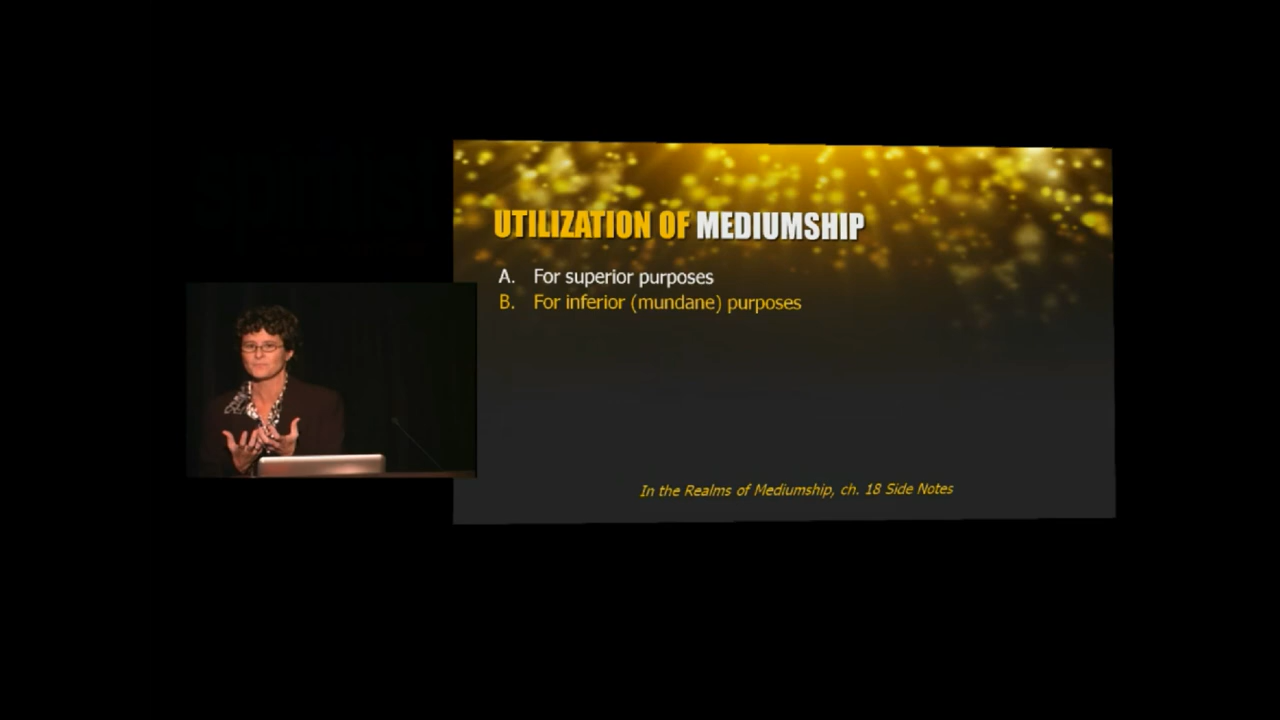 UTILIZATION OF MEDIUMSHIP
A. For superior purposes
B. For inferior (mundane) purposes
In the Realms of Mediumship, ch. 18 Side Notes